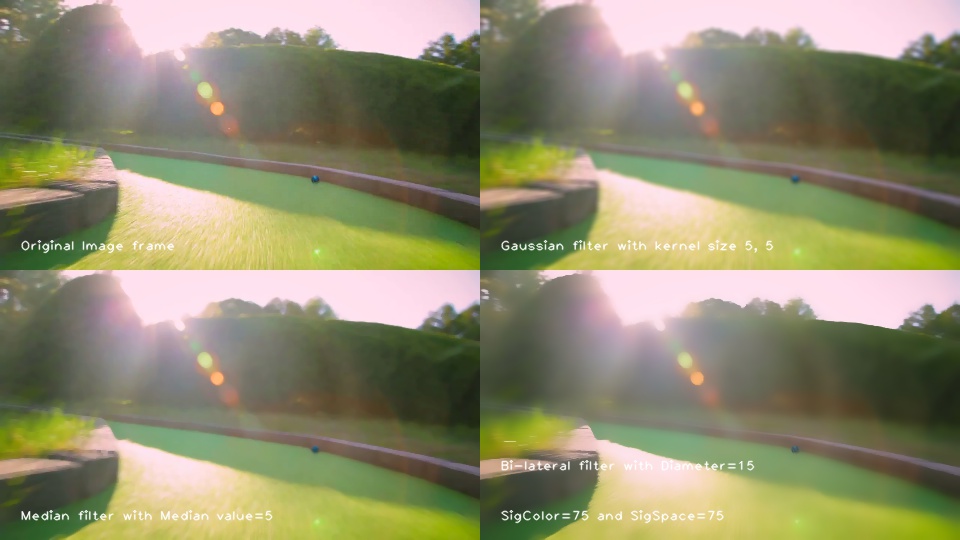 Original Image frame
Gaussian filter with kernel size 5, 5
Median filter with Median value=5
Bi-lateral filter with Diameter=15
SigColor=75 and SigSpace=75